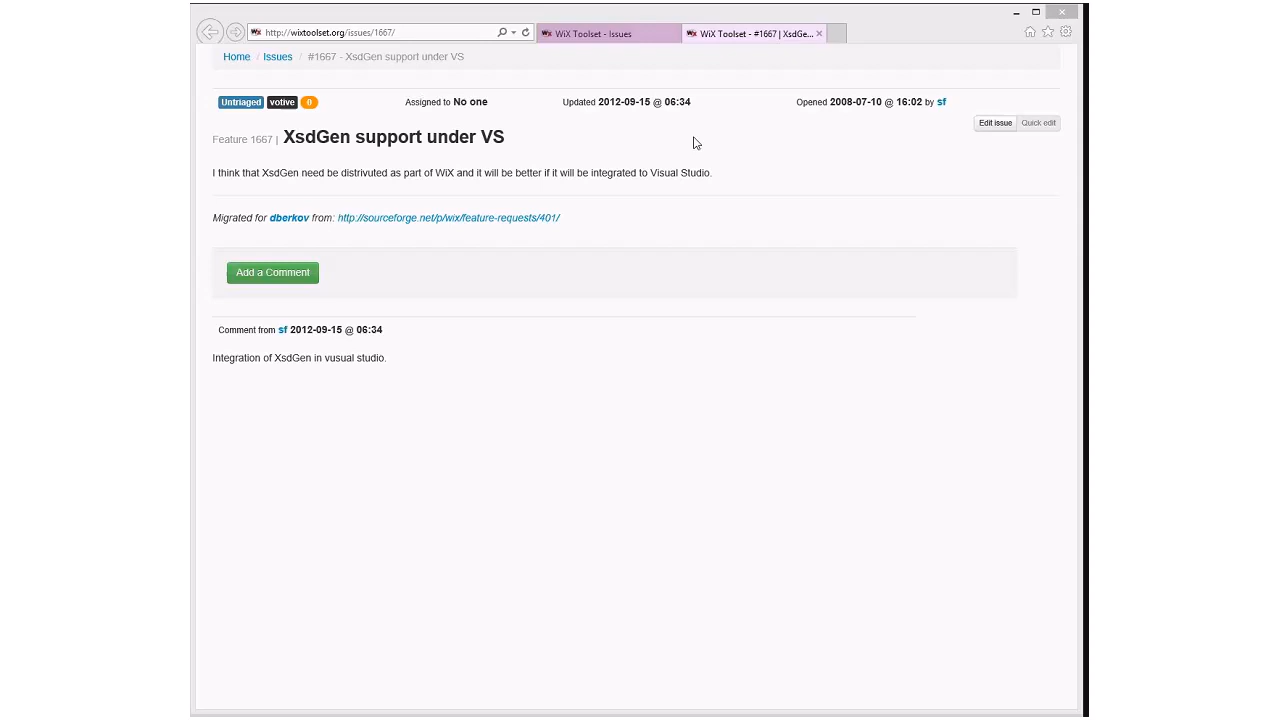 http://wixtoolset.org/issues/1667/
WiX Toolset - Issues
WiX Toolset - #1667 | XsdGe...
Home / Issues / #1667 - XsdGen support under VS
Untriaged votive 0 Assigned to No one Updated 2012-09-15 @ 06:34 Opened 2008-07-10 @ 16:02 by sf
Edit issue Quick edit
Feature 1667 | XsdGen support under VS
I think that XsdGen need be distrivuted as part of WiX and it will be better if it will be integrated to Visual Studio.
Migrated for dberkov from: http://sourceforge.net/p/wix/feature-requests/401/
Add a Comment
Comment from sf 2012-09-15 @ 06:34
Integration of XsdGen in vusual studio.